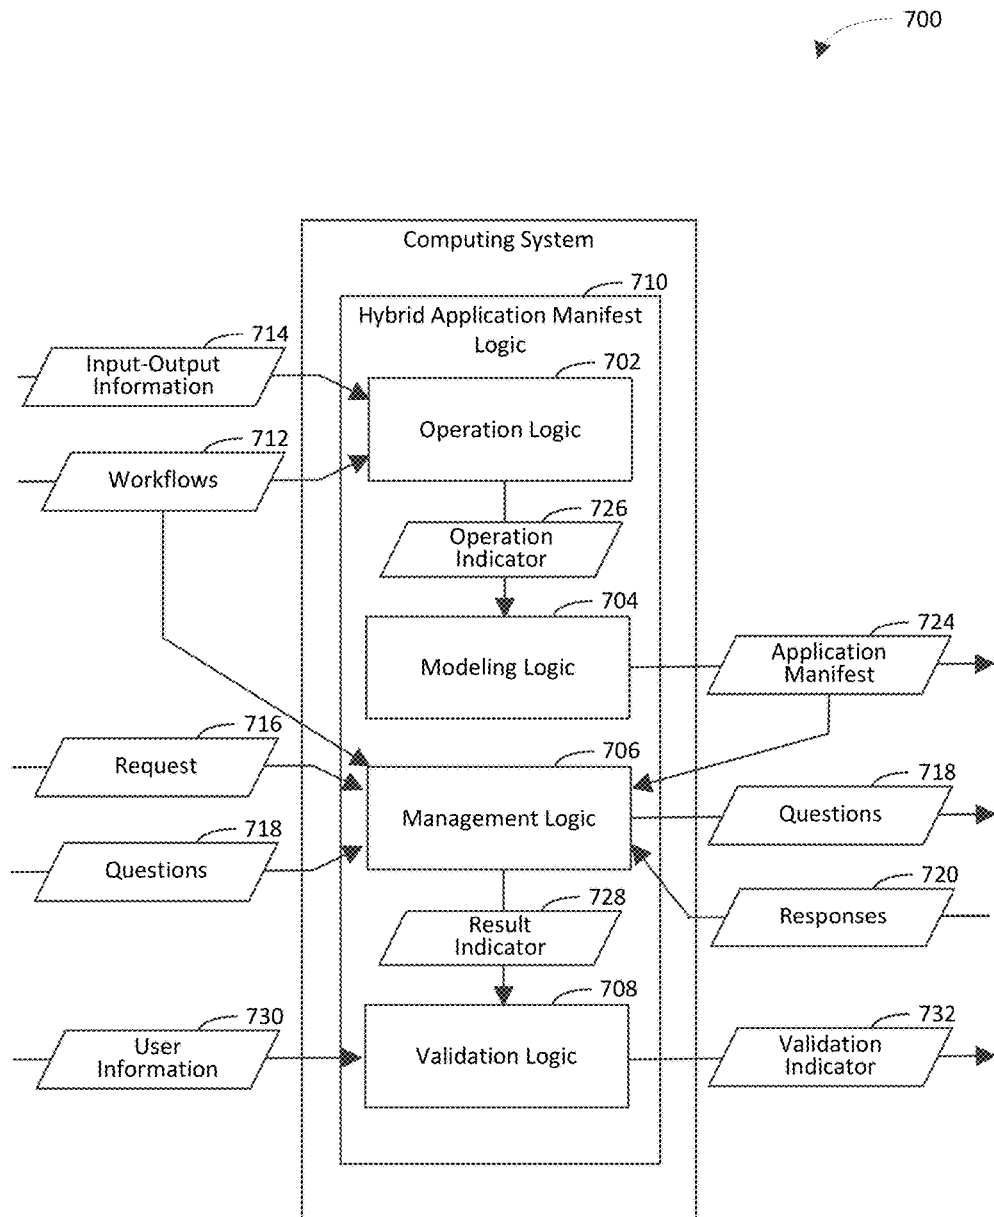 700
Computing System
710
Hybrid Application Manifest
Logic
714
Input-Output
Information
702
Operation Logic
712
Workflows
726
Operation
Indicator
704
Modeling Logic
724
Application
Manifest
716
Request
706
Management Logic
718
Questions
718
Questions
720
Responses
728
Result
Indicator
708
Validation Logic
730
User
Information
732
Validation
Indicator